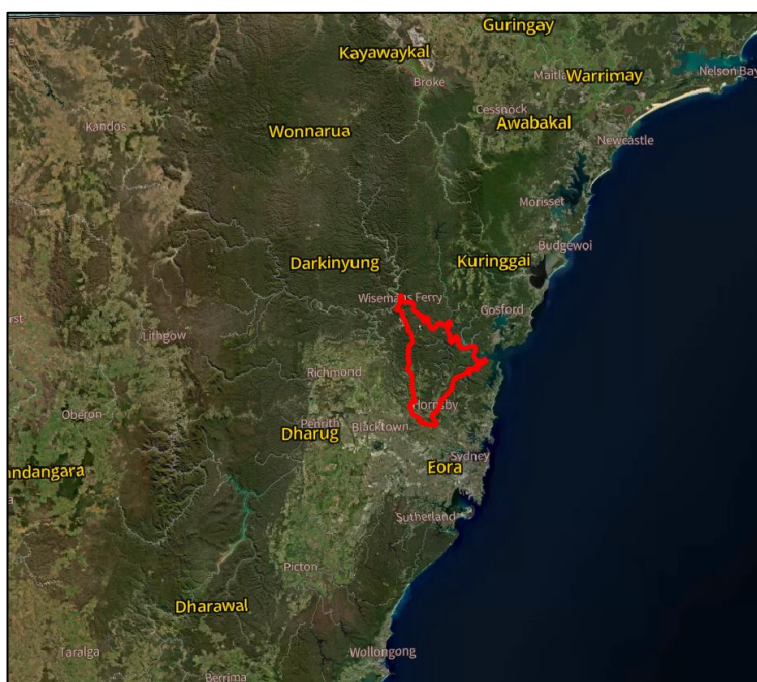 Guringay
Kayawaykal
Nelson Bay
Warrimay
Broke
Cessnock
Kandos
Awabakal
Wonnarua
Newcastle
Morisset
Budgewoi
Darkinyung
Kuringgai
Wisemans Ferry
Gosford
Lithgow
Richmond
Hornsby
Oberon
Penrith
Blacktown
Dharug
Sydney
Eora
andangara
Sutherland
Picton
Dharawal
Taralga
Wollongong
Berrima